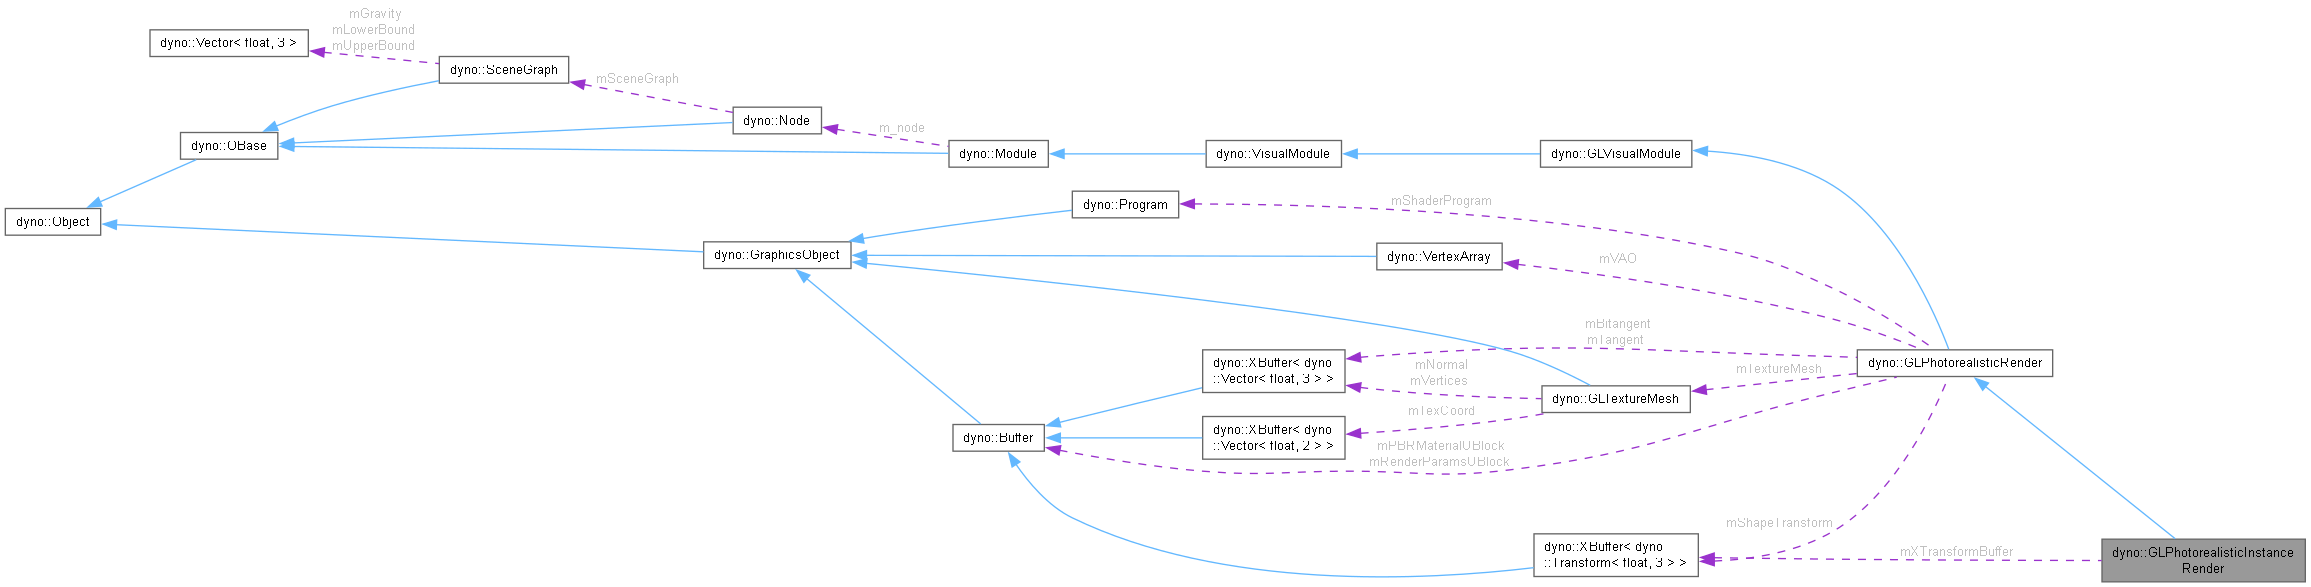 mGravity
mLowerBound
mUpperBound
dyno::Vector< float, 3 >
dyno::SceneGraph
mSceneGraph
dyno::Node
m_node
dyno::OBase
dyno::Module
dyno::VisualModule
dyno::GLVisualModule
dyno::Object
dyno::Program
mShaderProgram
dyno::GraphicsObject
dyno::VertexArray
mVAO
mBitangent
mTangent
dyno::XBuffer< dyno
::Vector< float, 3 > >
mNormal
mVertices
mTextureMesh
dyno::GLPhotorealisticRender
dyno::GLTextureMesh
mTexCoord
dyno::Buffer
dyno::XBuffer< dyno
::Vector< float, 2 > >
mPBRMaterialUBlock
mRenderParamsUBlock
mShapeTransform
dyno::XBuffer< dyno
::Transform< float, 3 > >
mXTransformBuffer
dyno::GLPhotorealisticInstance
Render